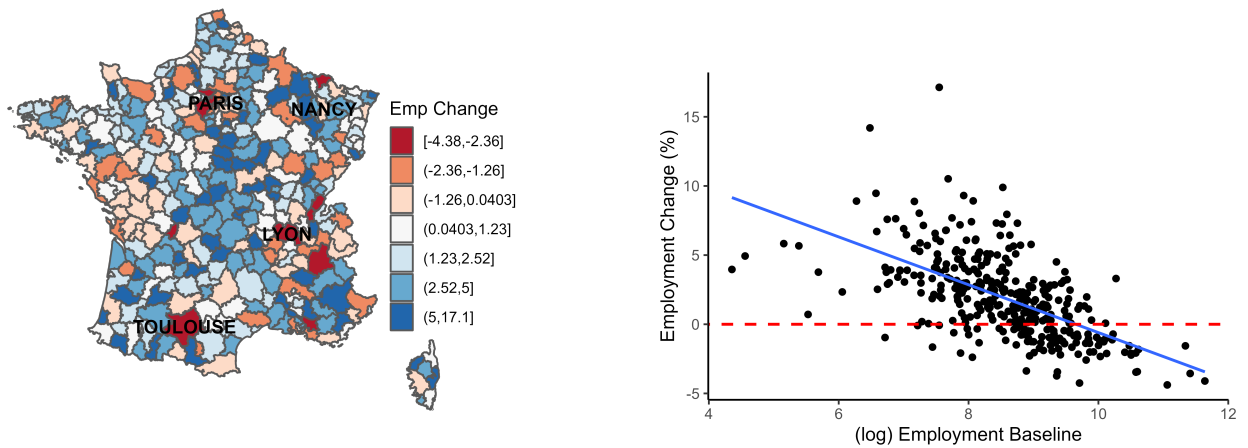 PARIS
NANCY
LYON
TOULOUSE
Emp Change
[-4.38,-2.36]
(-2.36,-1.26]
(-1.26,0.0403]
(0.0403,1.23]
(1.23,2.52]
(2.52,5]
(5,17.1]
Employment Change (%)
15
10
5
0
-5
4 6 8 10 12
(log) Employment Baseline